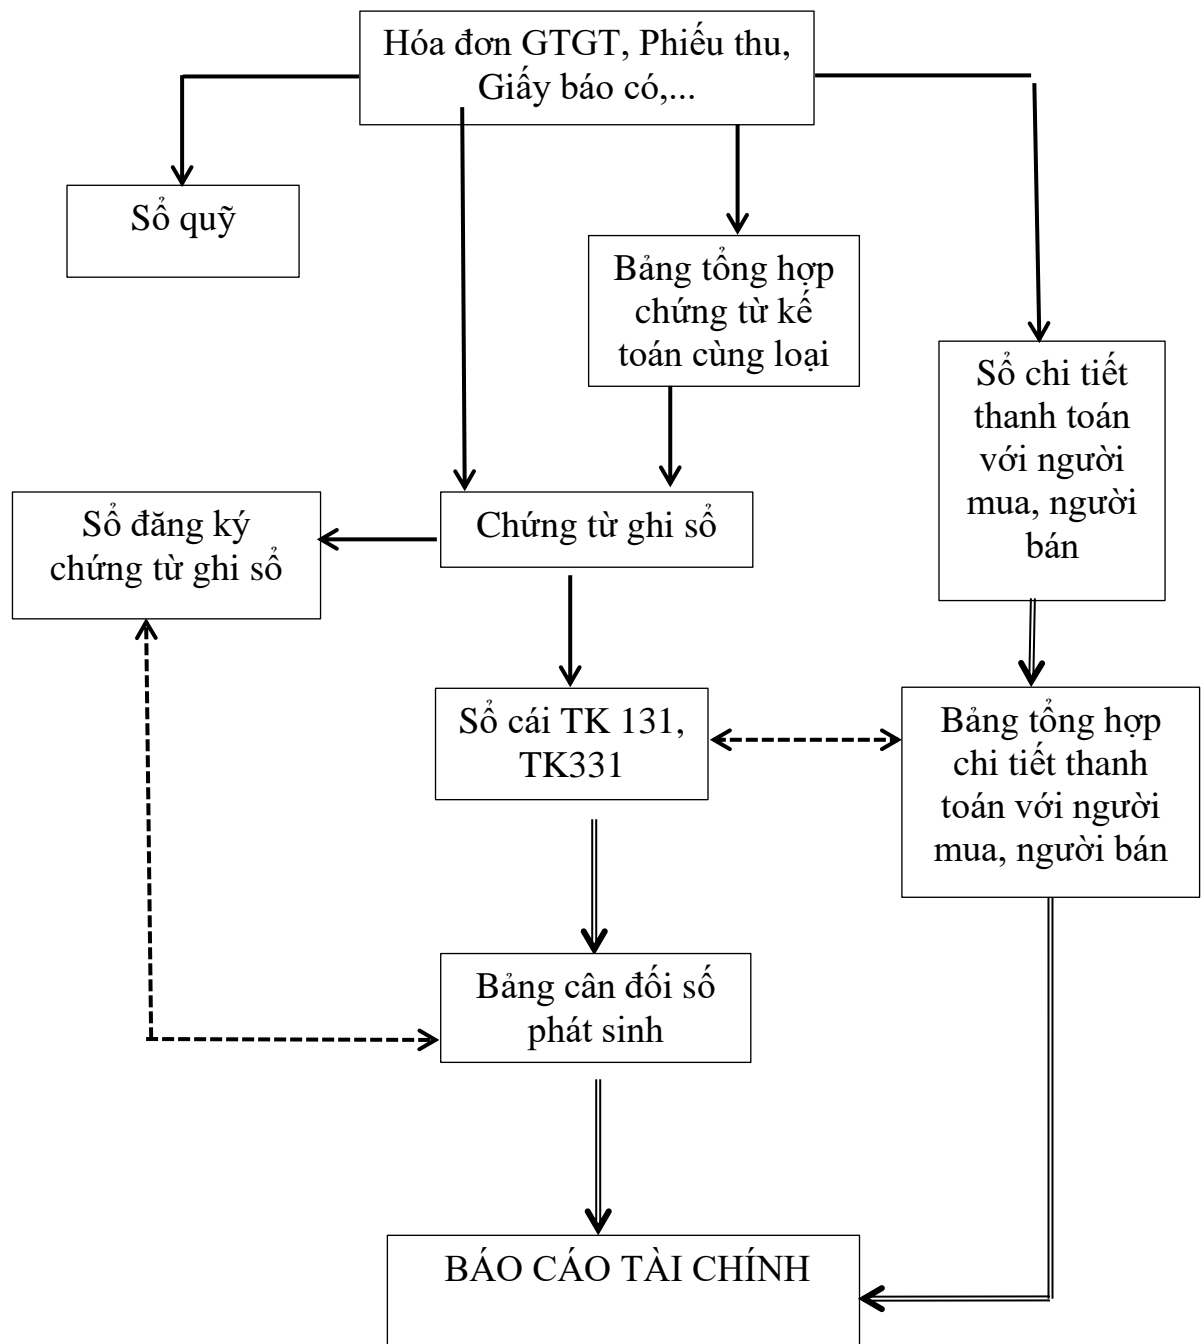 Hóa đơn GTGT, Phiếu thu,
Giấy báo có,...
Sổ quỹ
Bảng tổng hợp
chứng từ kế
toán cùng loại
Sổ chi tiết
thanh toán
với người
mua, người
bán
Sổ đăng ký
chứng từ ghi sổ
Chứng từ ghi sổ
Sổ cái TK 131,
TK331
Bảng tổng hợp
chi tiết thanh
toán với người
mua, người bán
Bảng cân đối số
phát sinh
BÁO CÁO TÀI CHÍNH